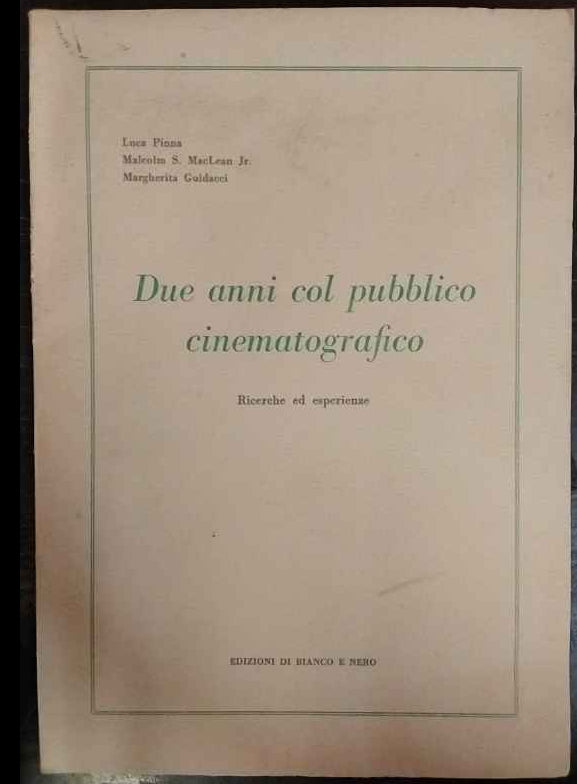 Luca Pinna
Malcolm S. MacLean Jr.
Margherita Guidacci
Due anni col pubblico
cinematografico
Ricerche ed esperienze
EDIZIONI DI BIANCO E NERO